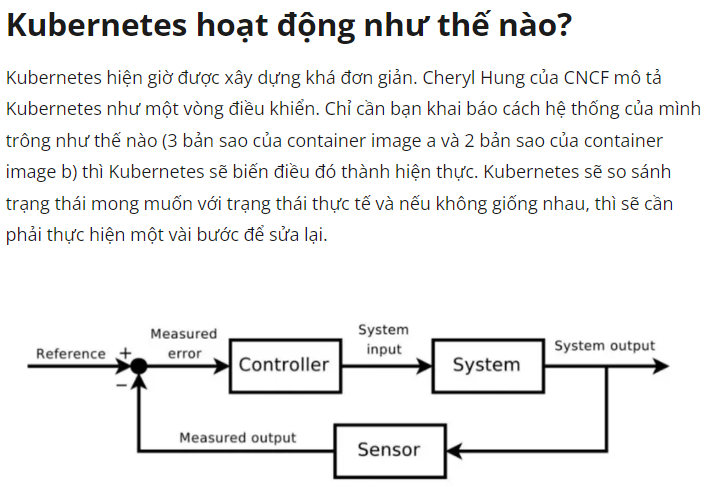 Kubernetes hoạt động như thế nào?
Kubernetes hiện giờ được xây dựng khá đơn giản. Cheryl Hung của CNCF mô tả
Kubernetes như một vòng điều khiển. Chỉ cần bạn khai báo cách hệ thống của mình
trông như thế nào (3 bản sao của container image a và 2 bản sao của container
image b) thì Kubernetes sẽ biến điều đó thành hiện thực. Kubernetes sẽ so sánh
trạng thái mong muốn với trạng thái thực tế và nếu không giống nhau, thì sẽ cần
phải thực hiện một vài bước để sửa lại.
Reference
+
−
Measured
error
Controller
System
input
System
System output
Measured output
Sensor